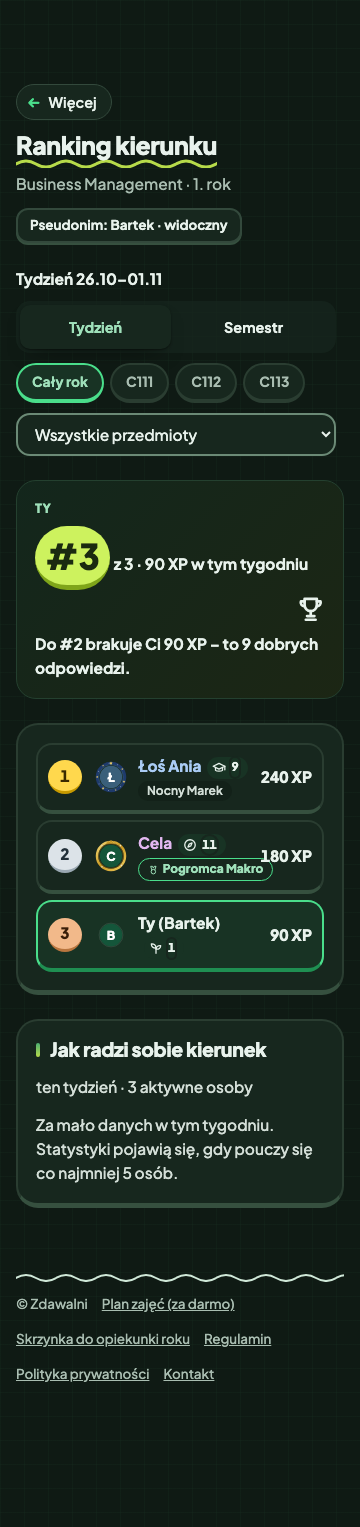 ← Więcej
Ranking kierunku
Business Management · 1. rok
Pseudonim: Bartek · widoczny
Tydzień 26.10–01.11
Tydzień Semestr
Cały rok C111 C112 C113
Wszystkie przedmioty
TY
#3 z 3 · 90 XP w tym tygodniu
Do #2 brakuje Ci 90 XP – to 9 dobrych
odpowiedzi.
1 Ł Łoś Ania 9 240 XP
Nocny Marek
2 C Cela 11 180 XP
Pogromca Makro
3 B Ty (Bartek) 90 XP
1
Jak radzi sobie kierunek
ten tydzień · 3 aktywne osoby
Za mało danych w tym tygodniu.
Statystyki pojawią się, gdy pouczy się
co najmniej 5 osób.
© Zdawalni Plan zajęć (za darmo)
Skrzynka do opiekunki roku Regulamin
Polityka prywatności Kontakt